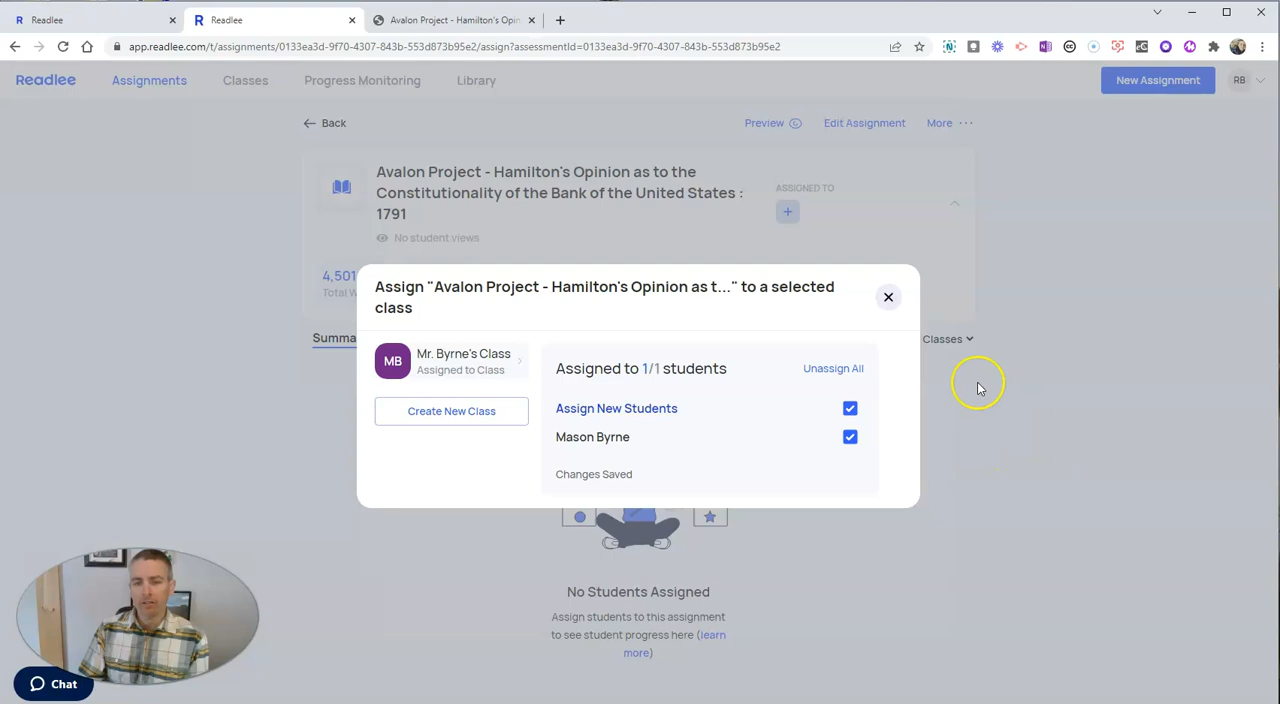 Readlee
Readlee
Avalon Project - Hamilton's Opin
app.readlee.com/t/assignments/0133ea3d-9f70-4307-843b-553d873b95e2/assign?assessmentId=0133ea3d-9f70-4307-843b-553d873b95e2
Readlee Assignments Classes Progress Monitoring Library New Assignment RB
Back Preview Edit Assignment More ...
Avalon Project - Hamilton's Opinion as to the
Constitutionality of the Bank of the United States :
1791
ASSIGNED TO
No student views
4,501
Total W
Assign "Avalon Project - Hamilton's Opinion as t..." to a selected
class
Summa
Classes
MB Mr. Byrne's Class
Assigned to Class
Create New Class
Assigned to 1/1 students Unassign All
Assign New Students
Mason Byrne
Changes Saved
No Students Assigned
Assign students to this assignment
to see student progress here (learn
more)
Chat